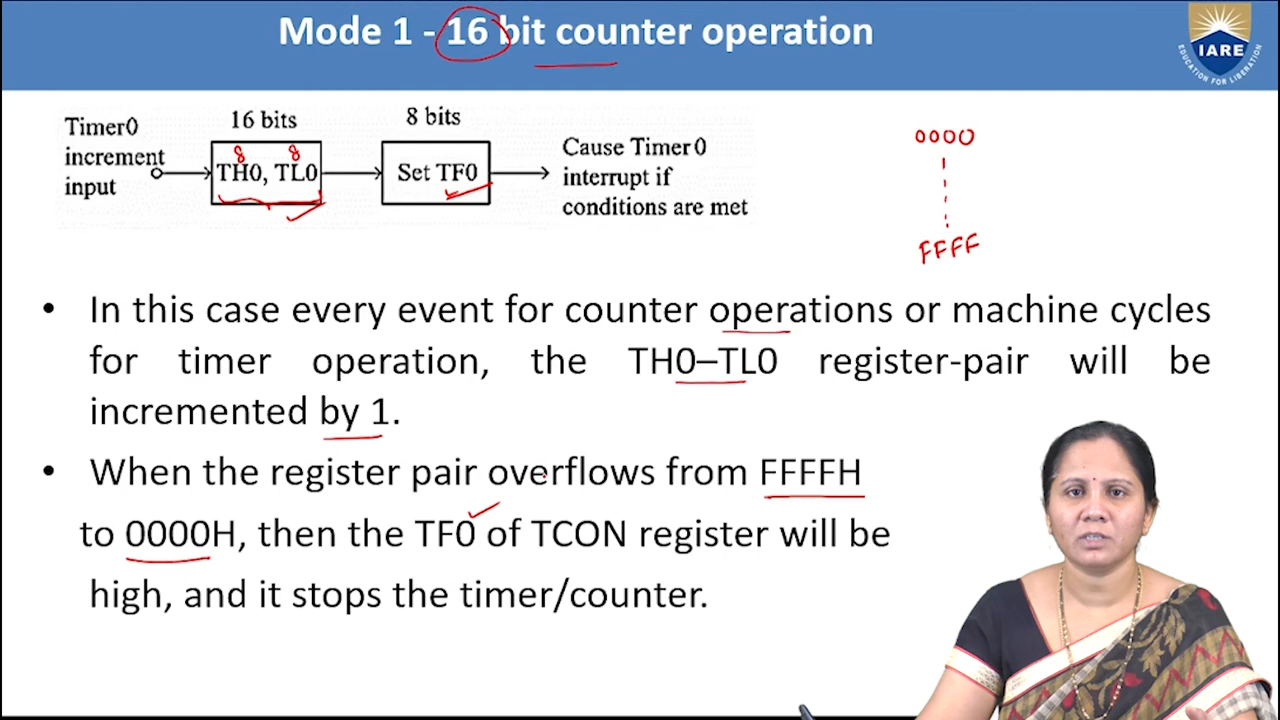 Mode 1 - 16 bit counter operation
IARE
EDUCATION FOR LIBERATION
Timer0
increment
input
16 bits
8 8
TH0, TL0
8 bits
Set TF0
Cause Timer 0
interrupt if
conditions are met
0000
FFFF
• In this case every event for counter operations or machine cycles
for timer operation, the TH0–TL0 register-pair will be
incremented by 1.
• When the register pair overflows from FFFFH
to 0000H, then the TF0 of TCON register will be
high, and it stops the timer/counter.